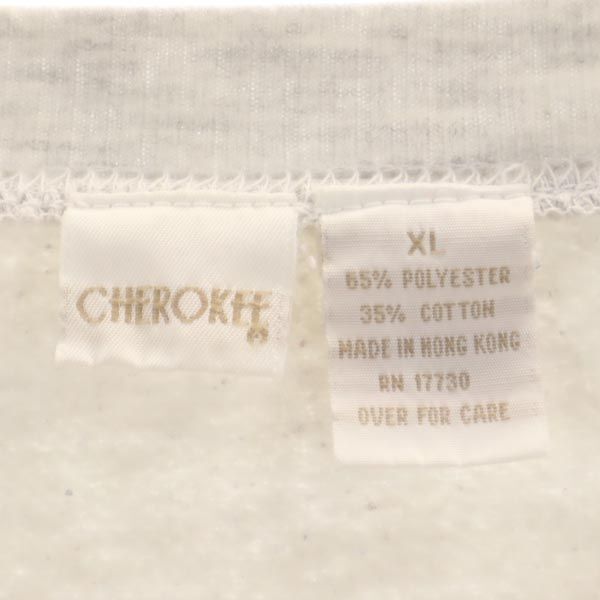 CHEROKEE
XL
65% POLYESTER
35% COTTON
MADE IN HONG KONG
RN 17730
OVER FOR CARE